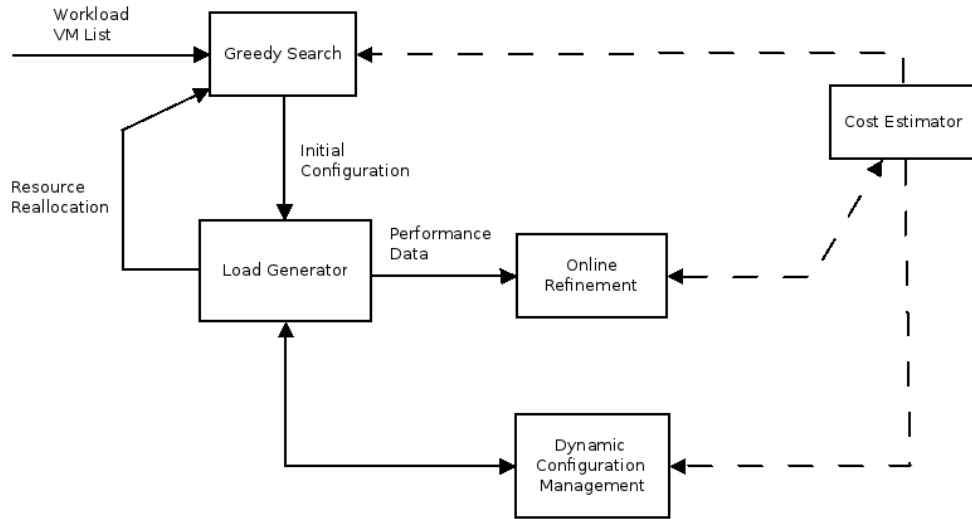 Workload
VM List
Greedy Search
Cost Estimator
Initial
Configuration
Resource
Reallocation
Load Generator
Performance
Data
Online
Refinement
Dynamic
Configuration
Management